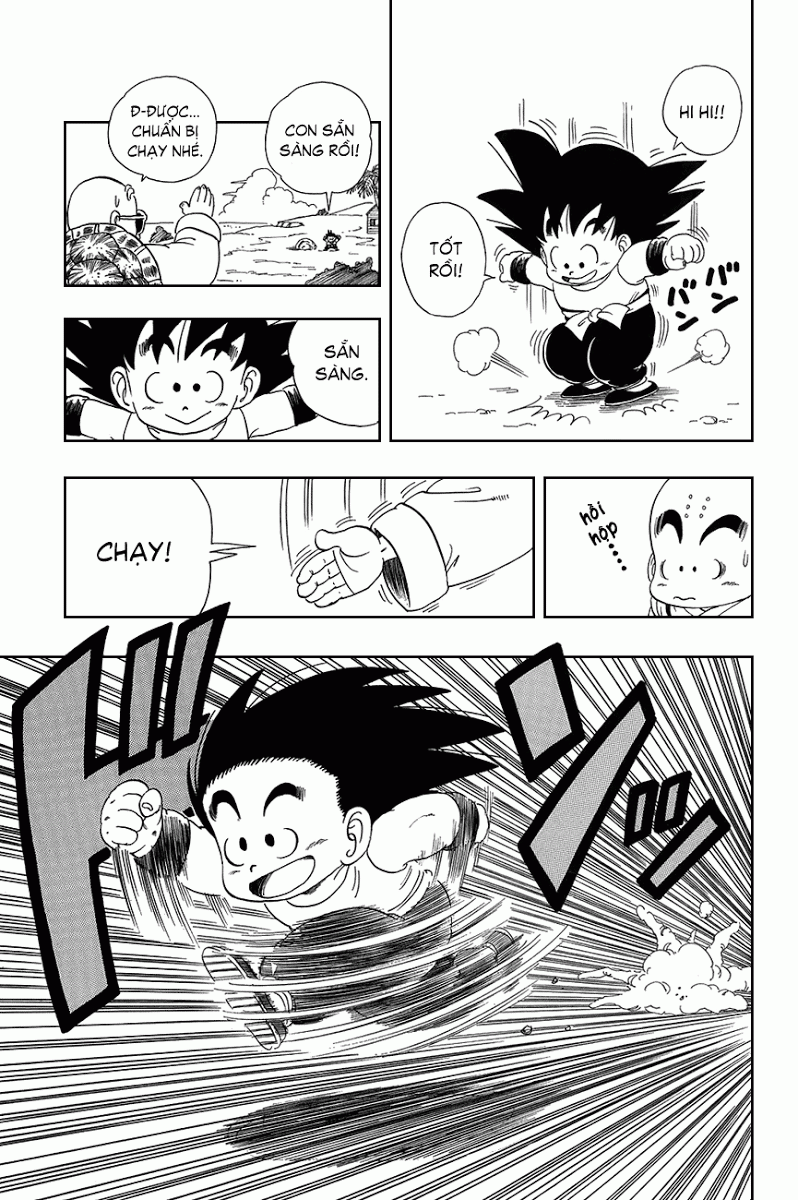 HI HI!!
TỐT
RỒI!
バン
バン
CON SẴN
SÀNG RỒI!
Đ-ĐƯỢC...
CHUẨN BỊ
CHẠY NHÉ.
SẴN
SÀNG.
hồi
hộp......
CHẠY!
ドンッ